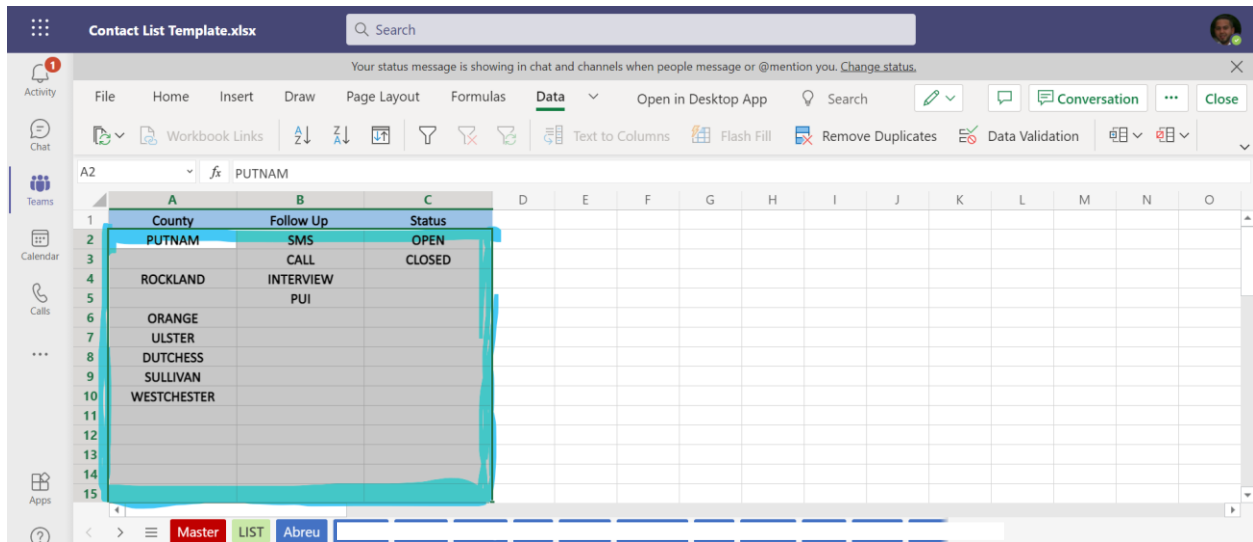 Contact List Template.xlsx Search
Your status message is showing in chat and channels when people message or @mention you. Change status.
1
Activity
File Home Insert Draw Page Layout Formulas Data Open in Desktop App Search Conversation ... Close
Workbook Links Text to Columns Flash Fill Remove Duplicates Data Validation
Chat
A2 fx PUTNAM
Teams
A B C D E F G H I J K L M N O
1 County Follow Up Status
2 PUTNAM SMS OPEN
3 CALL CLOSED
4 ROCKLAND INTERVIEW
5 PUI
6 ORANGE
7 ULSTER
8 DUTCHESS
9 SULLIVAN
10 WESTCHESTER
11
12
13
14
15
Calendar
Calls
...
Apps
Master LIST Abreu